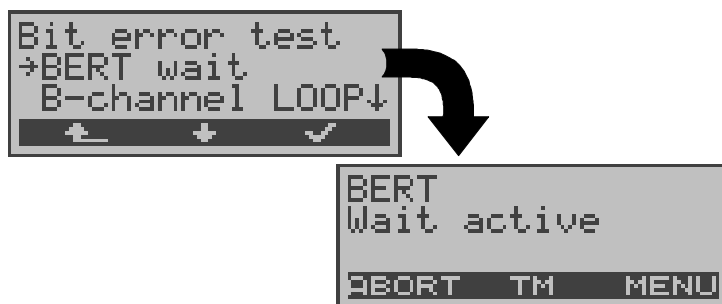 Bit error test
→BERT wait
B-channel LOOP↓
BERT
Wait active
ABORT TM MENU